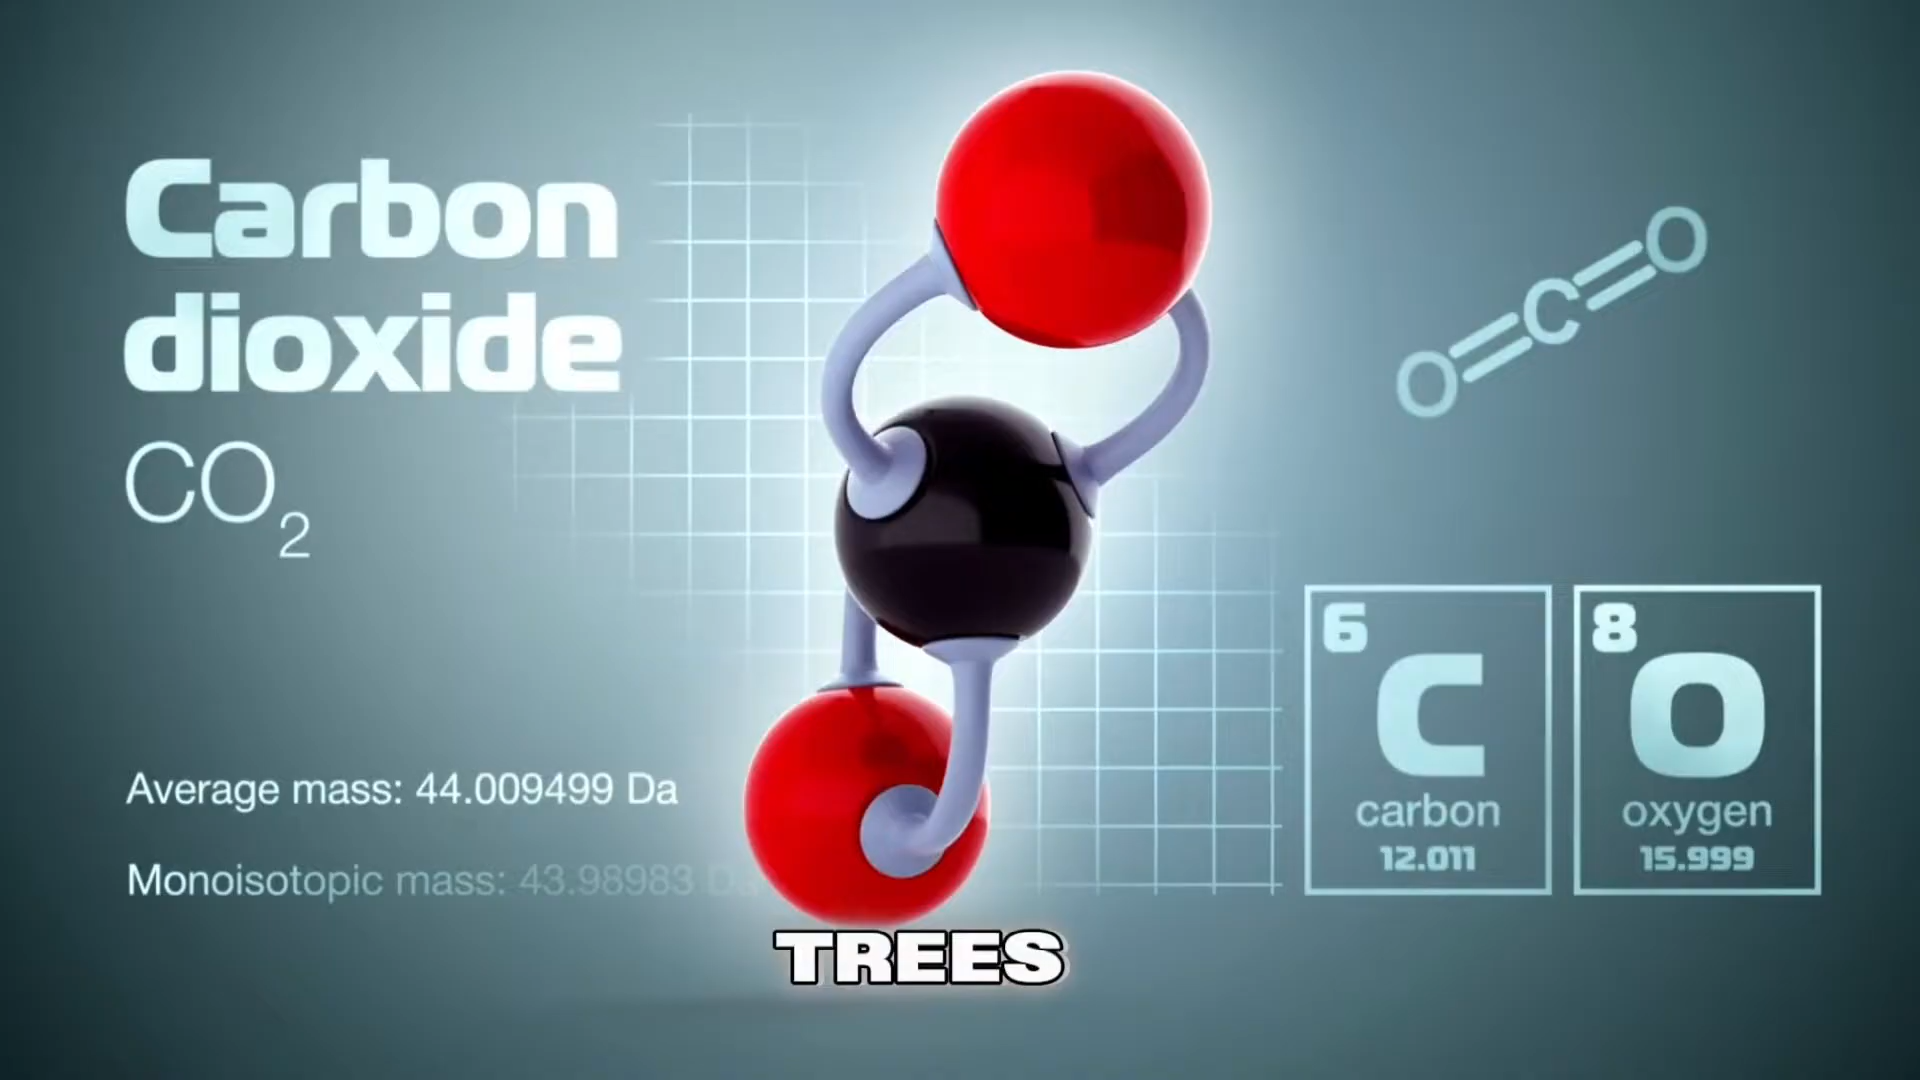 Carbon
dioxide
CO2
O=C=O
Average mass: 44.009499 Da
Monoisotopic mass: 43.98983 Da
6
C
carbon
12.011
8
O
oxygen
15.999
TREES